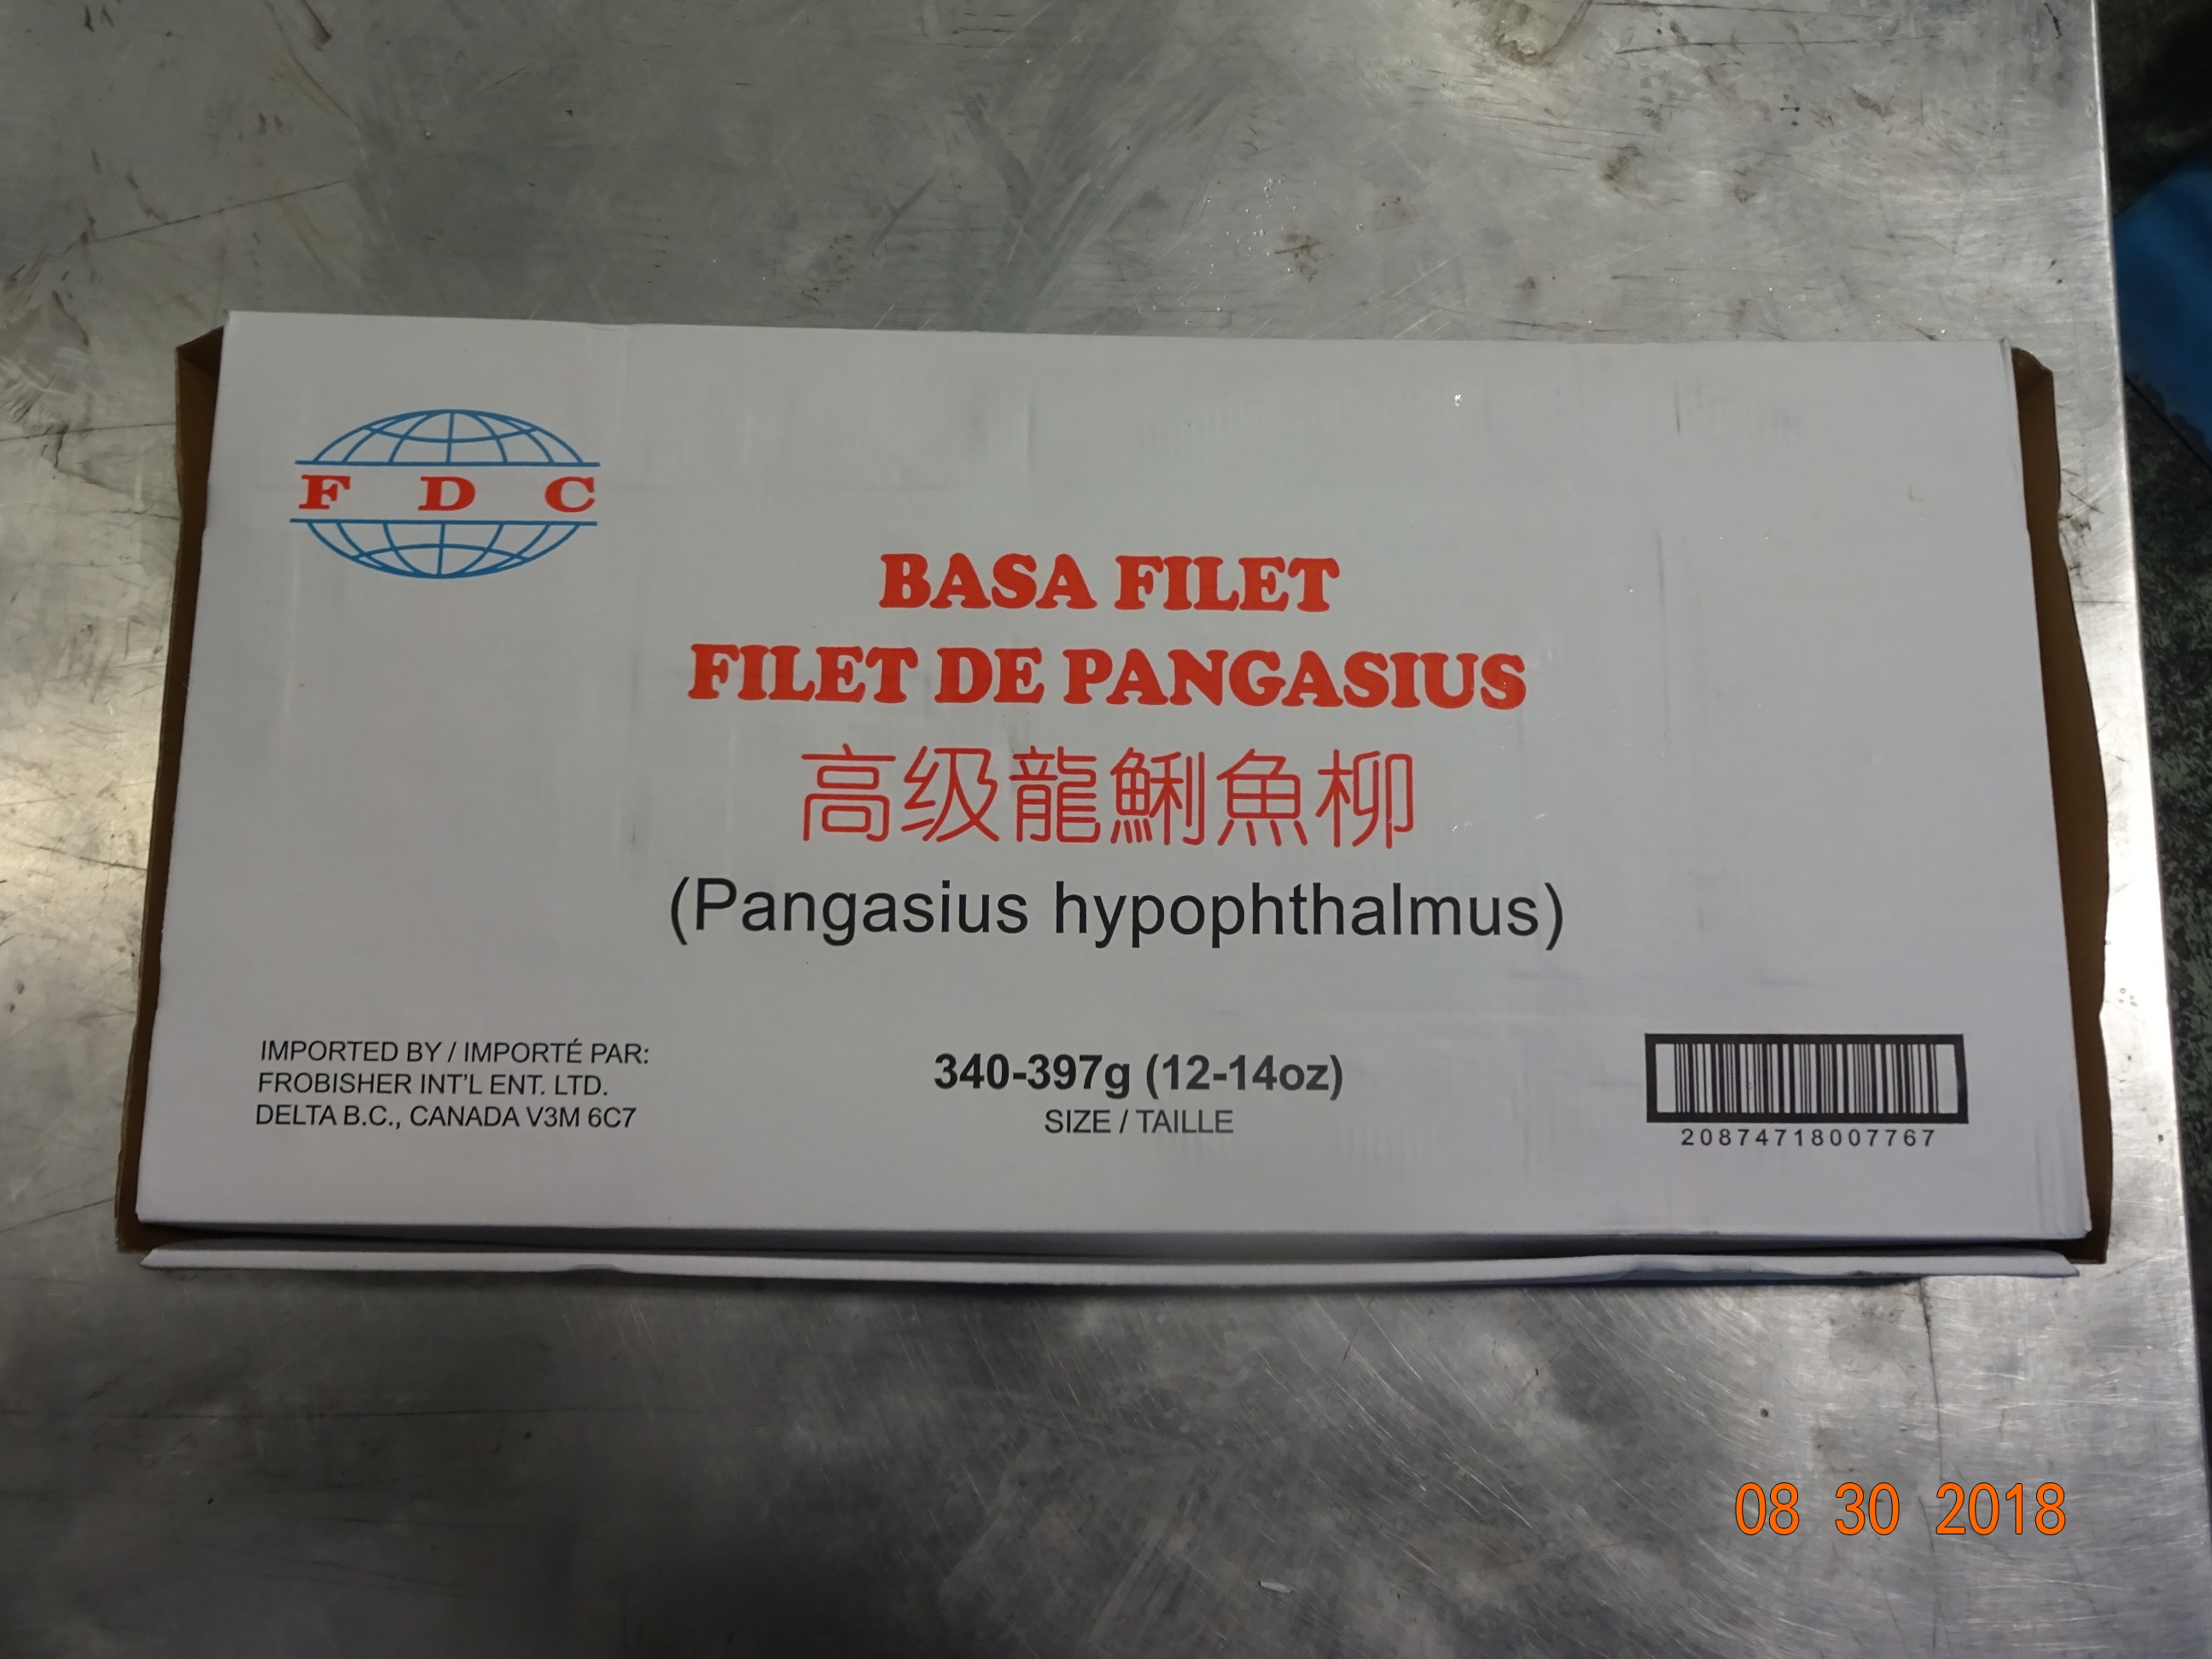 F D C
BASA FILET
FILET DE PANGASIUS
高级龍鯏魚柳
(Pangasius hypophthalmus)
IMPORTED BY / IMPORTÉ PAR:
FROBISHER INT'L ENT. LTD.
DELTA B.C., CANADA V3M 6C7
340-397g (12-14oz)
SIZE / TAILLE
20874718007767
08 30 2018